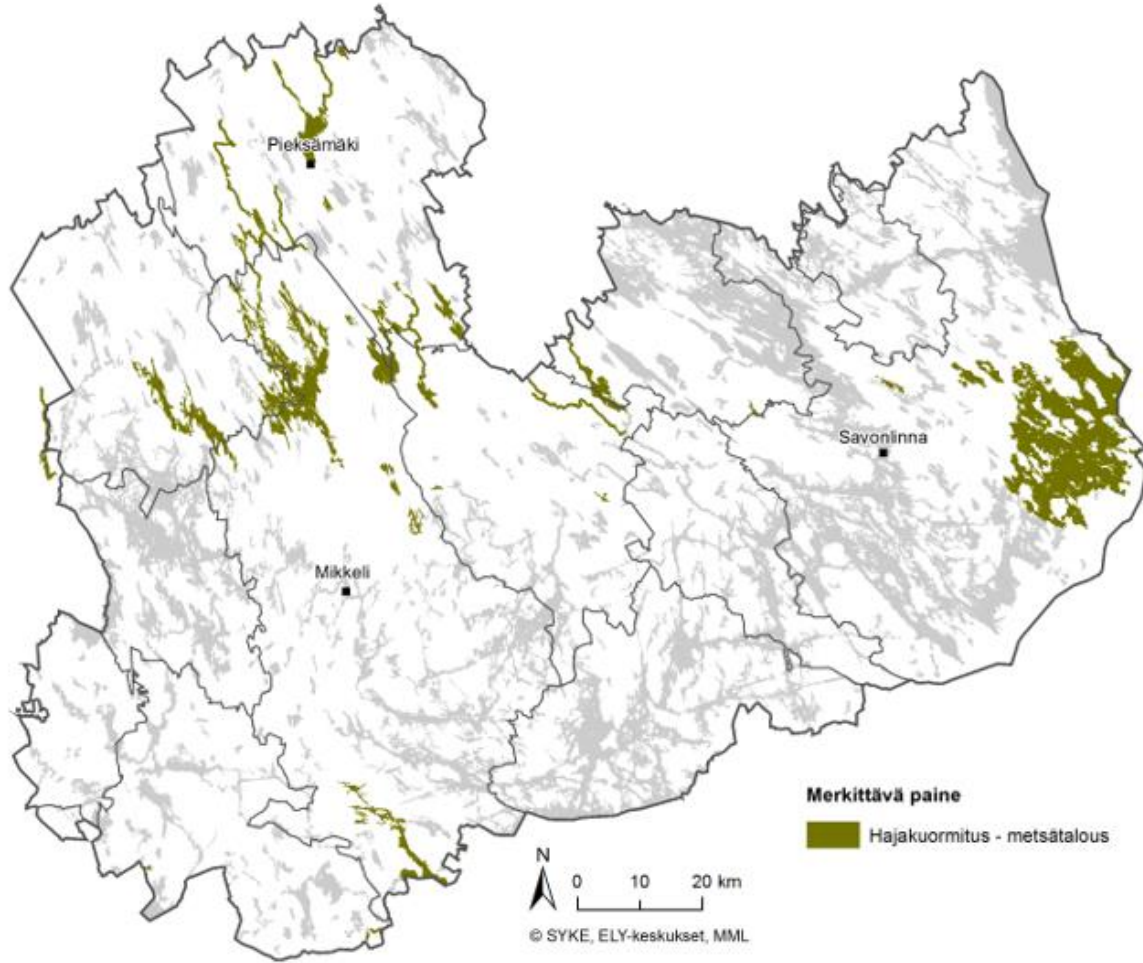 Pieksämäki
Savonlinna
Mikkeli
Merkittävä paine
Hajakuormitus - metsätalous
N
0 10 20 km
© SYKE, ELY-keskukset, MML